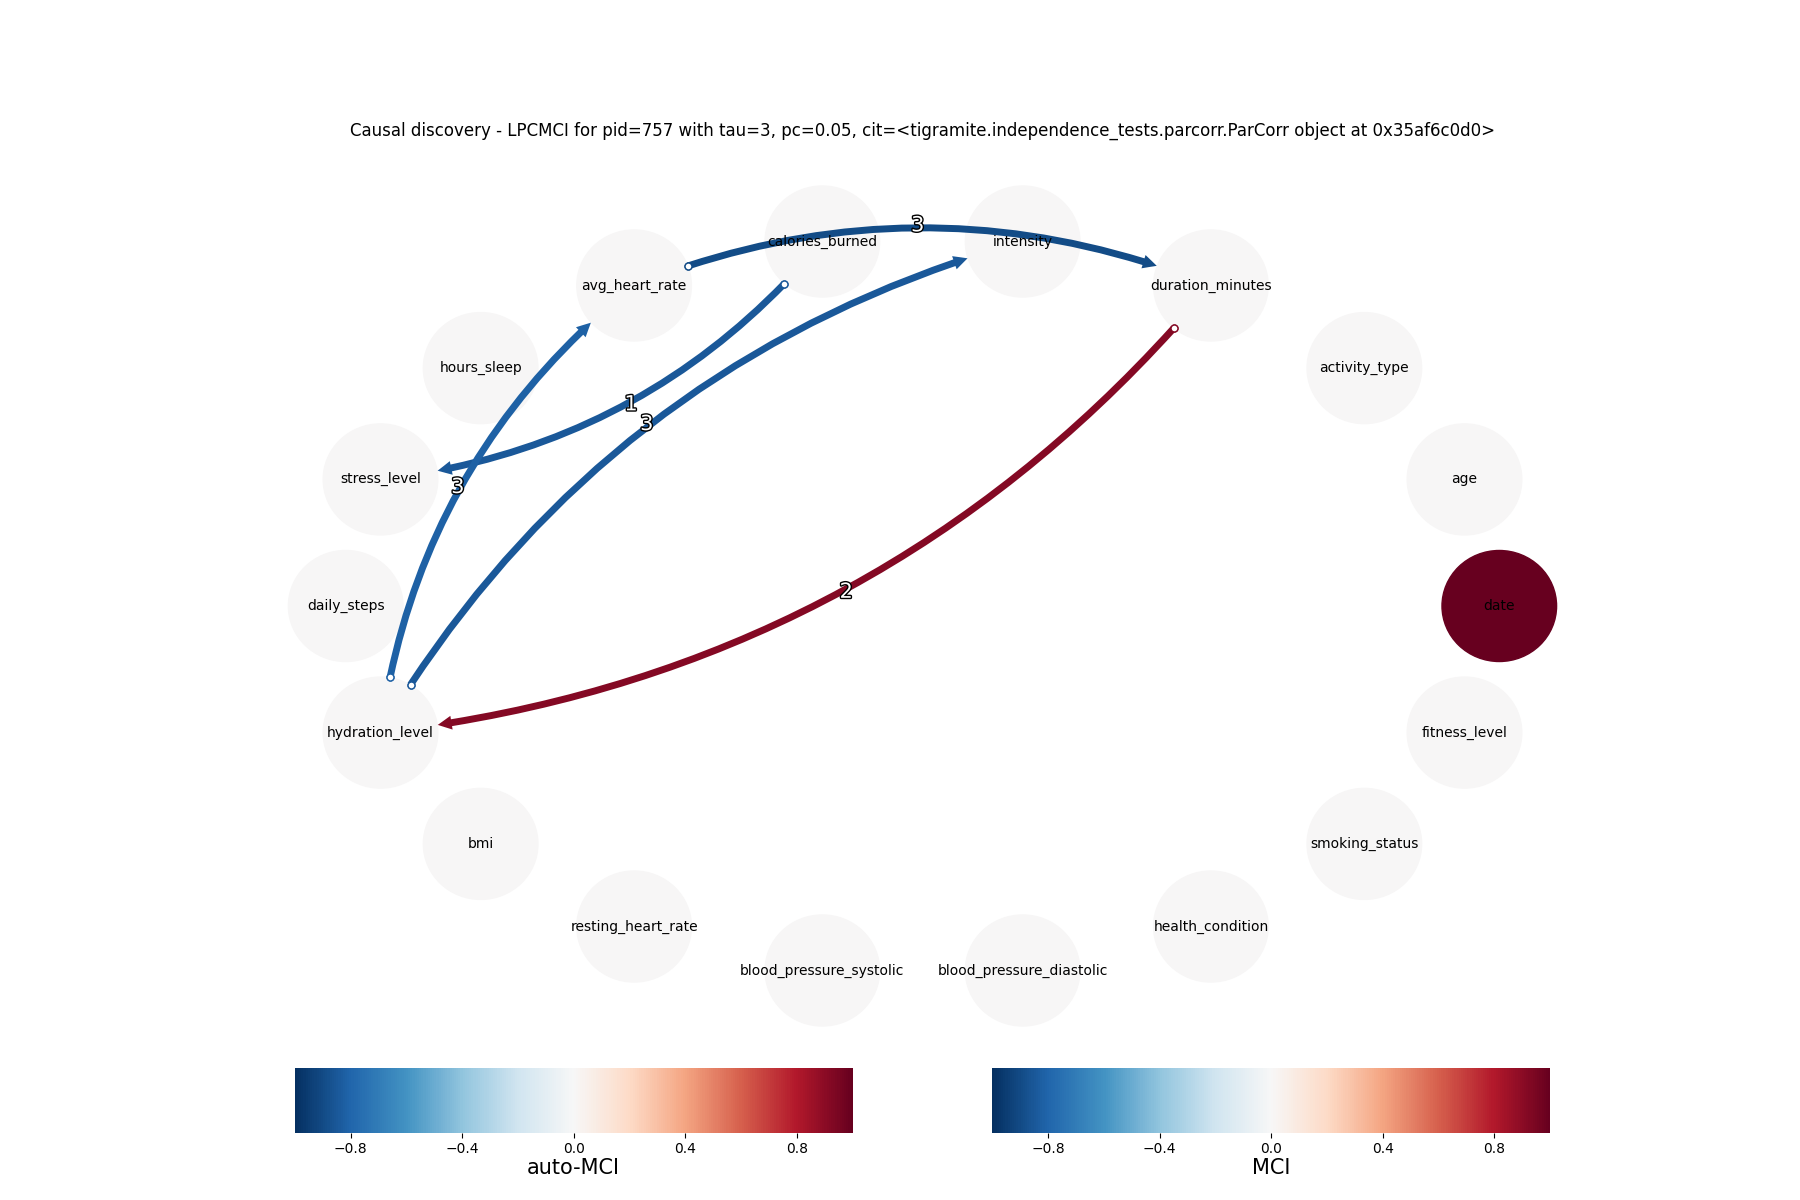 Causal discovery - LPCMCI for pid=757 with tau=3, pc=0.05, cit=<tigramite.independence_tests.parcorr.ParCorr object at 0x35af6c0d0>
3
calories_burned
intensity
avg_heart_rate
duration_minutes
hours_sleep
activity_type
1
3
stress_level
3
age
daily_steps
2
date
hydration_level
fitness_level
bmi
smoking_status
resting_heart_rate
health_condition
blood_pressure_systolic
blood_pressure_diastolic
−0.8 −0.4 0.0 0.4 0.8
auto-MCI
−0.8 −0.4 0.0 0.4 0.8
MCI